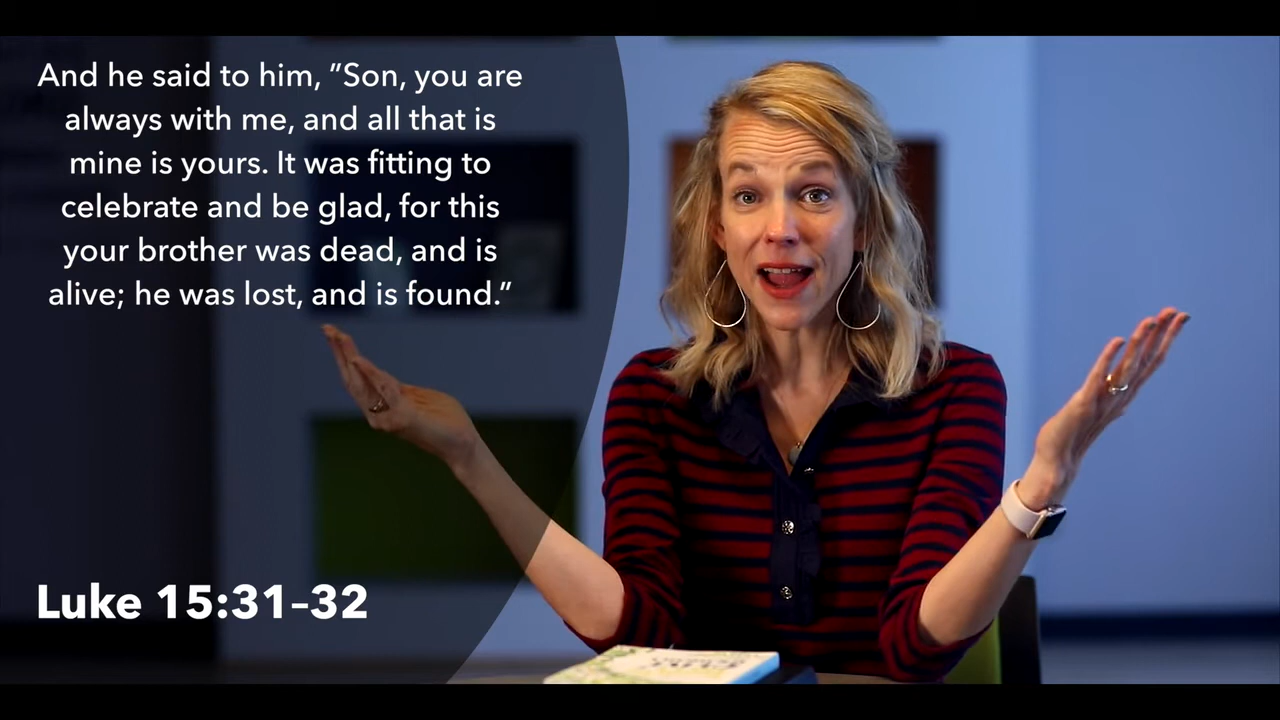 And he said to him, "Son, you are
always with me, and all that is
mine is yours. It was fitting to
celebrate and be glad, for this
your brother was dead, and is
alive; he was lost, and is found."
Luke 15:31–32